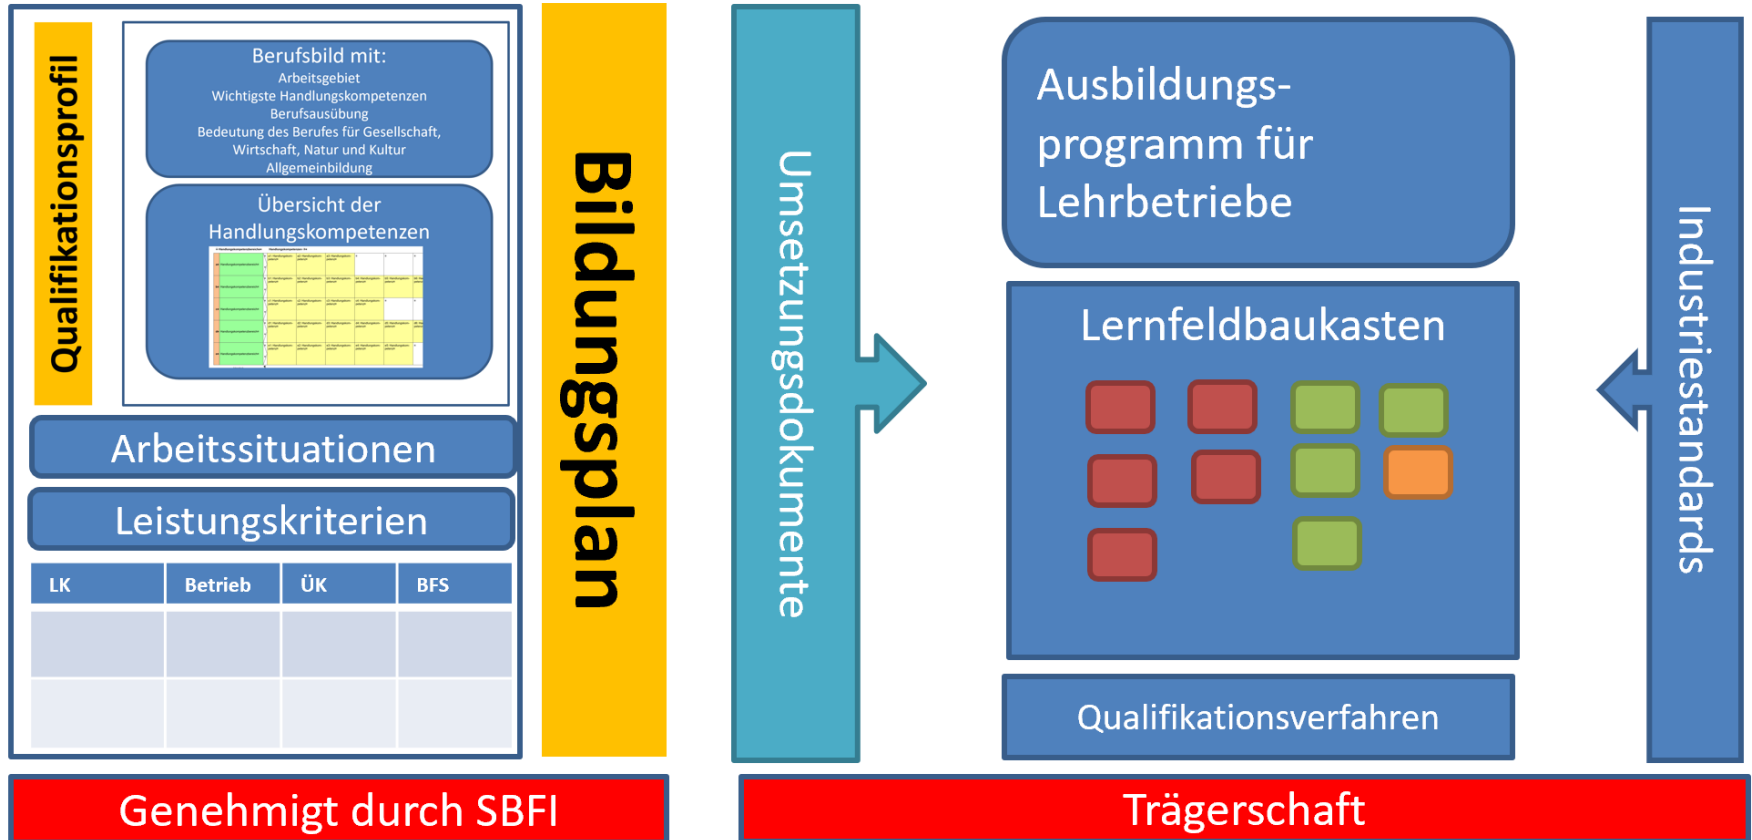 Qualifikationsprofil
Berufsbild mit:
Arbeitsgebiet
Wichtigste Handlungskompetenzen
Berufsausübung
Bedeutung des Berufes für Gesellschaft,
Wirtschaft, Natur und Kultur
Allgemeinbildung
Übersicht der
Handlungskompetenzen
Arbeitssituationen
Leistungskriterien
LK Betrieb ÜK BFS
Bildungsplan
Genehmigt durch SBFI
Umsetzungsdokumente
Ausbildungs-
programm für
Lehrbetriebe
Lernfeldbaukasten
Qualifikationsverfahren
Industriestandards
Trägerschaft